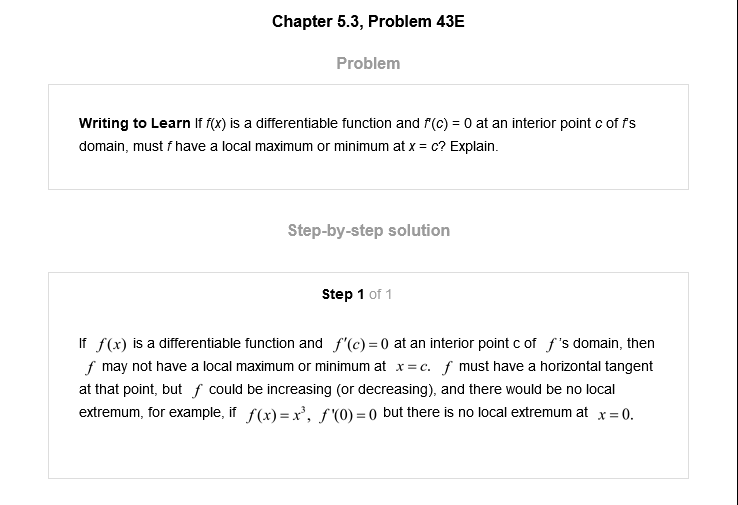 Chapter 5.3, Problem 43E
Problem
Writing to Learn If f(x) is a differentiable function and f'(c) = 0 at an interior point c of f's
domain, must f have a local maximum or minimum at x = c? Explain.
Step-by-step solution
Step 1 of 1
If f(x) is a differentiable function and f'(c) = 0 at an interior point c of f 's domain, then
f may not have a local maximum or minimum at x = c. f must have a horizontal tangent
at that point, but f could be increasing (or decreasing), and there would be no local
extremum, for example, if f(x) = x³, f '(0) = 0 but there is no local extremum at x = 0.